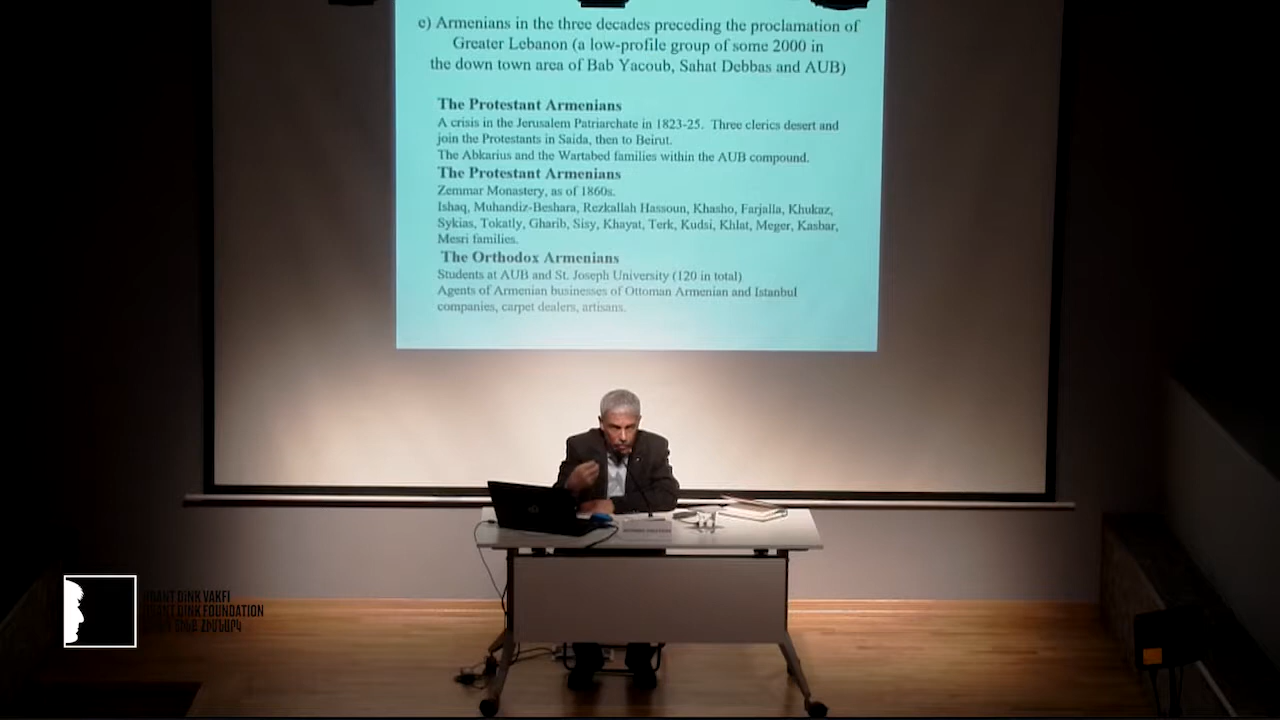 e) Armenians in the three decades preceding the proclamation of
Greater Lebanon (a low-profile group of some 2000 in
the down town area of Bab Yacoub, Sahat Debbas and AUB)
The Protestant Armenians
A crisis in the Jerusalem Patriarchate in 1823-25. Three clerics desert and
join the Protestants in Saida, then to Beirut.
The Abkarius and the Wartabed families within the AUB compound.
The Protestant Armenians
Zemmar Monastery, as of 1860s.
Ishaq, Muhandiz-Beshara, Rezkallah Hassoun, Khasho, Farjalla, Khukaz,
Sykias, Tokatly, Gharib, Sisy, Khayat, Terk, Kudsi, Khlat, Meger, Kasbar,
Mesri families.
The Orthodox Armenians
Students at AUB and St. Joseph University (120 in total)
Agents of Armenian businesses of Ottoman Armenian and Istanbul
companies, carpet dealers, artisans.
HRANT DİNK VAKFI
HRANT DINK FOUNDATION
ՀԻՄՆԱՐԿ